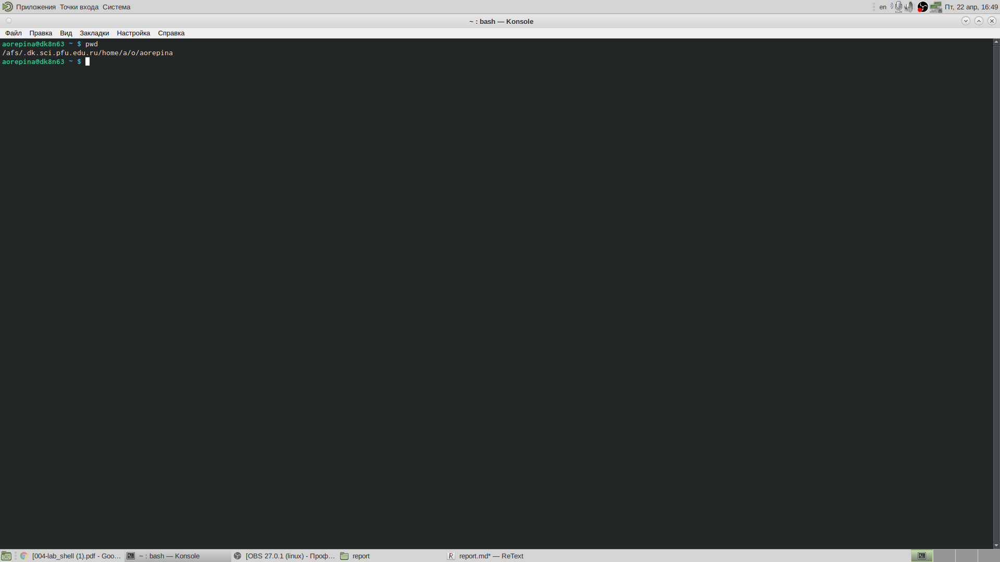 Приложения Точки входа Система en Пт, 22 апр, 16:49
~ : bash — Konsole
Файл Правка Вид Закладки Настройка Справка
aorepina@dk8n63 ~ $ pwd
/afs/.dk.sci.pfu.edu.ru/home/a/o/aorepina
aorepina@dk8n63 ~ $
[004-lab_shell (1).pdf - Goo... ~ : bash — Konsole [OBS 27.0.1 (linux) - Проф... report report.md* — ReText